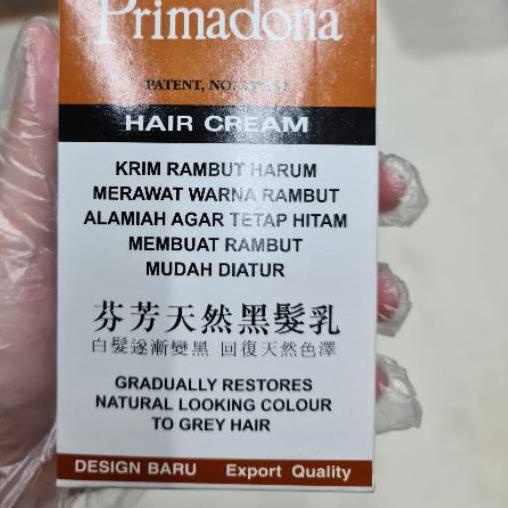 Primadona
PATENT, NO.
HAIR CREAM
KRIM RAMBUT HARUM
MERAWAT WARNA RAMBUT
ALAMIAH AGAR TETAP HITAM
MEMBUAT RAMBUT
MUDAH DIATUR
芬芳天然黑髮乳
白髮逐漸變黑 回復天然色澤
GRADUALLY RESTORES
NATURAL LOOKING COLOUR
TO GREY HAIR
DESIGN BARU Export Quality